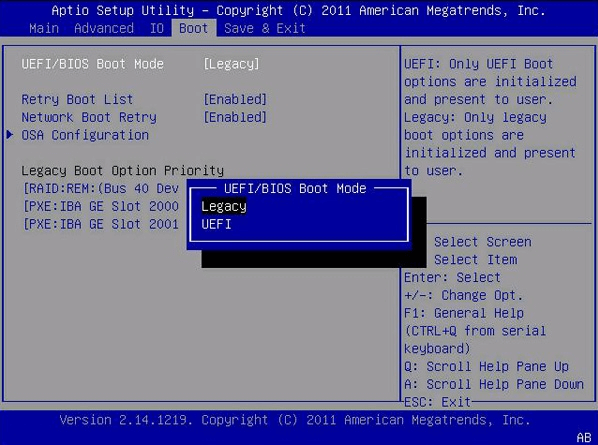 Aptio Setup Utility - Copyright (C) 2011 American Megatrends, Inc.
Main Advanced IO Boot Save & Exit
UEFI/BIOS Boot Mode [Legacy]
Retry Boot List [Enabled]
Network Boot Retry [Enabled]
OSA Configuration
Legacy Boot Option Priority
[RAID:REM:(Bus 40 Dev
[PXE:IBA GE Slot 2000
[PXE:IBA GE Slot 2001
UEFI/BIOS Boot Mode
Legacy
UEFI
UEFI: Only UEFI Boot
options are initialized
and present to user.
Legacy: Only legacy
boot options are
initialized and present
to user.
Select Screen
Select Item
Enter: Select
+/-: Change Opt.
F1: General Help
(CTRL+Q from serial
keyboard)
Q: Scroll Help Pane Up
A: Scroll Help Pane Down
ESC: Exit
Version 2.14.1219. Copyright (C) 2011 American Megatrends, Inc.
AB